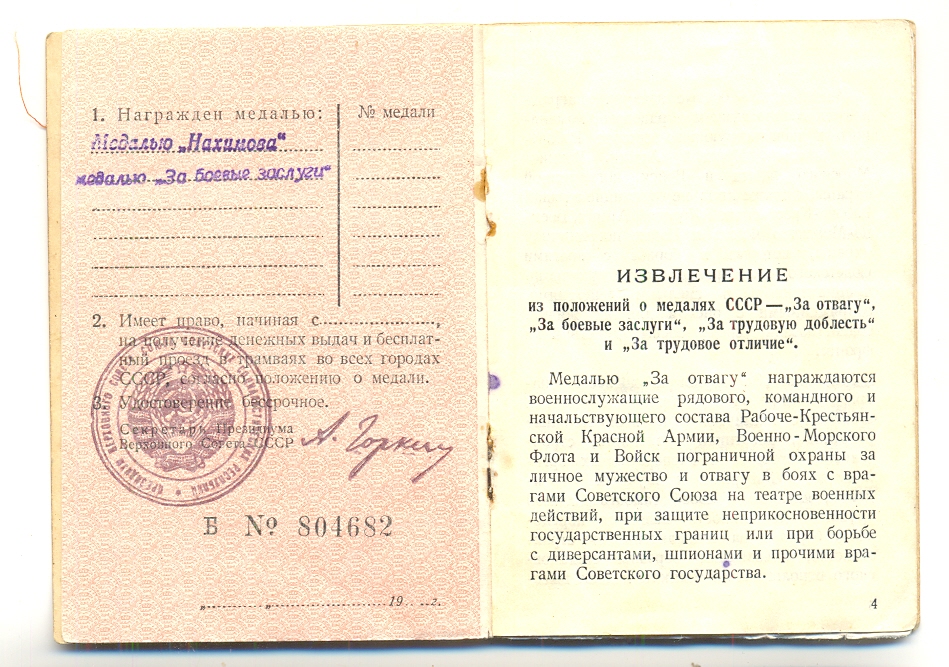 1. Награжден медалью:
№ медали
Медалью „Нахимова“
медалью „За боевые заслуги“
2. Имеет право, начиная с
на получение денежных выдач и бесплат-
ный проезд в трамваях во всех городах
СССР, согласно положению о медали.
3. Удостоверение бессрочное.
Секретарь Президиума
Верховного Совета СССР
А. Горкин
Б № 804682
„ “ 19 г.
ИЗВЛЕЧЕНИЕ
из положений о медалях СССР—„За отвагу“,
„За боевые заслуги“, „За трудовую доблесть“
и „За трудовое отличие“.
Медалью „За отвагу“ награждаются
военнослужащие рядового, командного и
начальствующего состава Рабоче-Крестьян-
ской Красной Армии, Военно-Морского
Флота и Войск пограничной охраны за
личное мужество и отвагу в боях с вра-
гами Советского Союза на театре военных
действий, при защите неприкосновенности
государственных границ или при борьбе
с диверсантами, шпионами и прочими вра-
гами Советского государства.
4